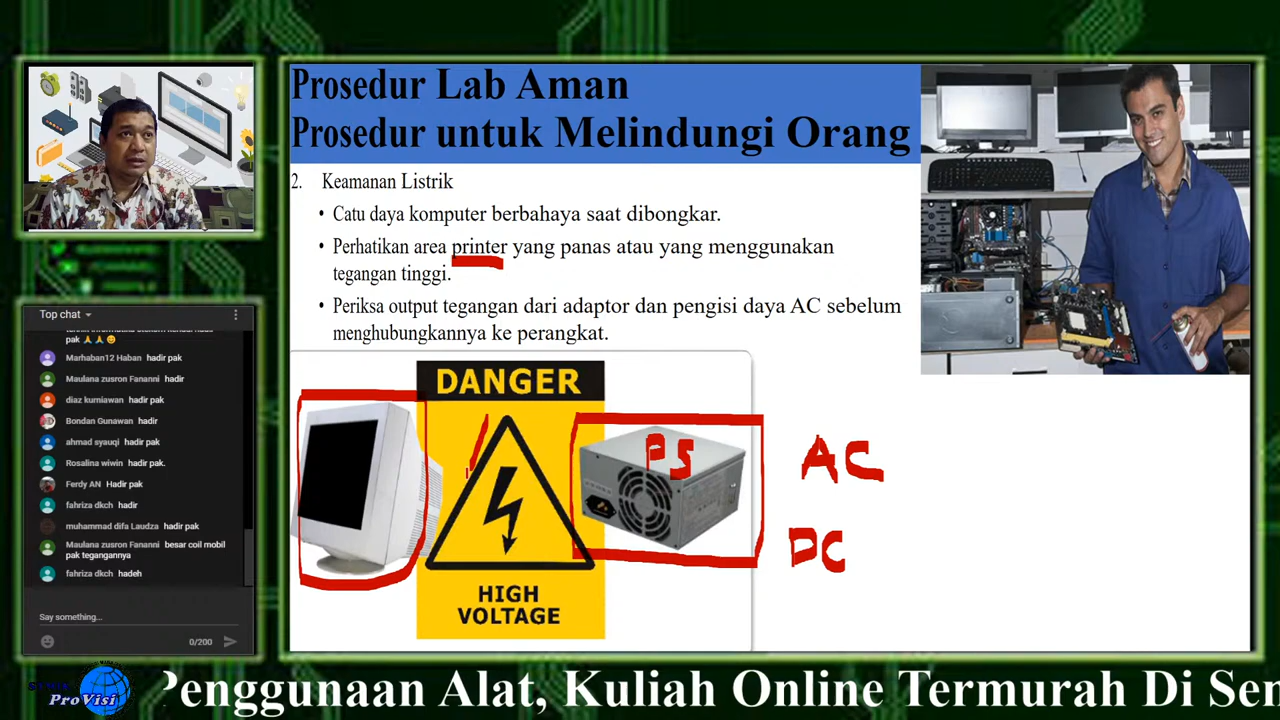 Prosedur Lab Aman
Prosedur untuk Melindungi Orang
2. Keamanan Listrik
• Catu daya komputer berbahaya saat dibongkar.
• Perhatikan area printer yang panas atau yang menggunakan
tegangan tinggi.
• Periksa output tegangan dari adaptor dan pengisi daya AC sebelum
menghubungkannya ke perangkat.
DANGER
HIGH
VOLTAGE
PS
AC
DC
Top chat
pak 🙏 🙏 😊
Marhaban12 Haban hadir pak
Maulana zusron Fananni hadir
diaz kurniawan hadir pak
Bondan Gunawan hadir
ahmad syauqi hadir pak
Rosalina wiwin hadir pak.
Ferdy AN Hadir pak
fahriza dkch hadir
muhammad difa Laudza hadir pak
Maulana zusron Fananni besar coil mobil
pak tegangannya
fahriza dkch hadeh
Say something...
0/200
ProVisi
Penggunaan Alat, Kuliah Online Termurah Di Sem